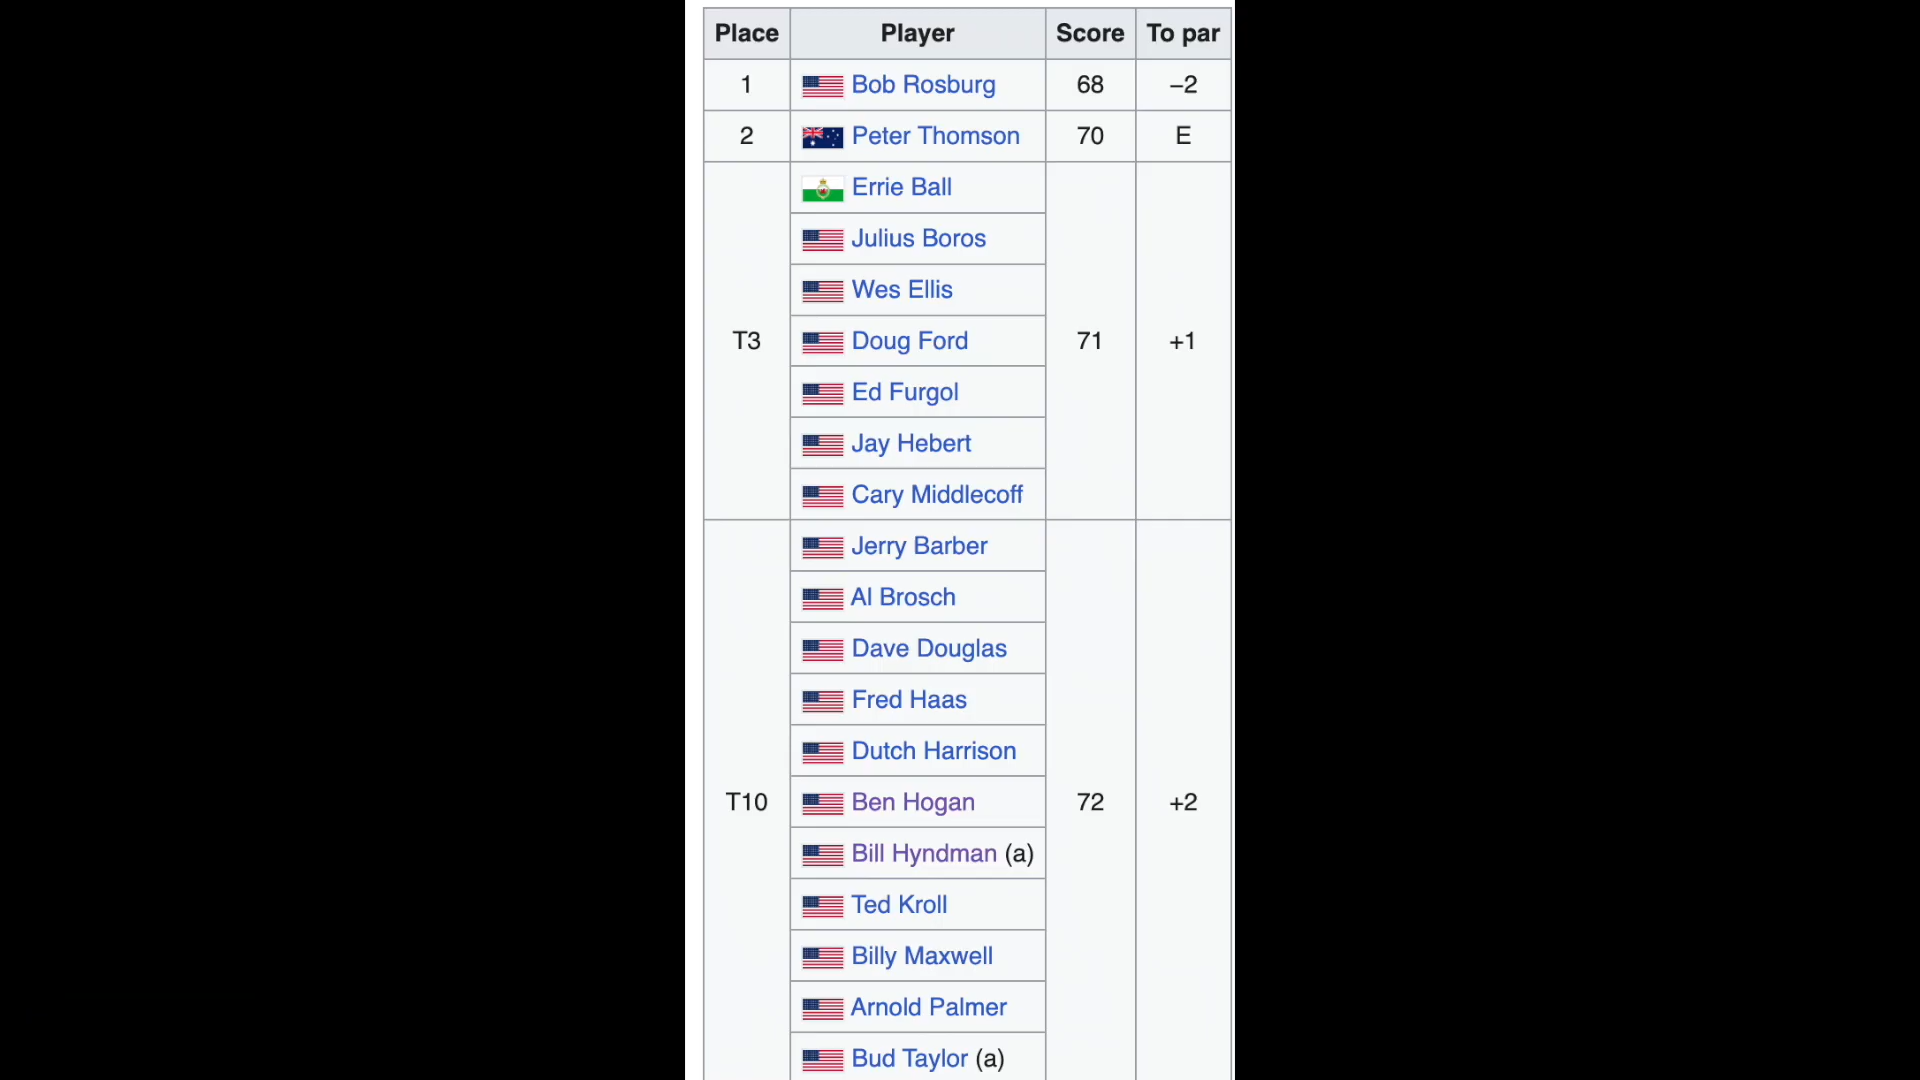 Place Player Score To par
1 Bob Rosburg 68 −2
2 Peter Thomson 70 E
Errie Ball
Julius Boros
Wes Ellis
T3 Doug Ford 71 +1
Ed Furgol
Jay Hebert
Cary Middlecoff
Jerry Barber
Al Brosch
Dave Douglas
Fred Haas
Dutch Harrison
T10 Ben Hogan 72 +2
Bill Hyndman (a)
Ted Kroll
Billy Maxwell
Arnold Palmer
Bud Taylor (a)